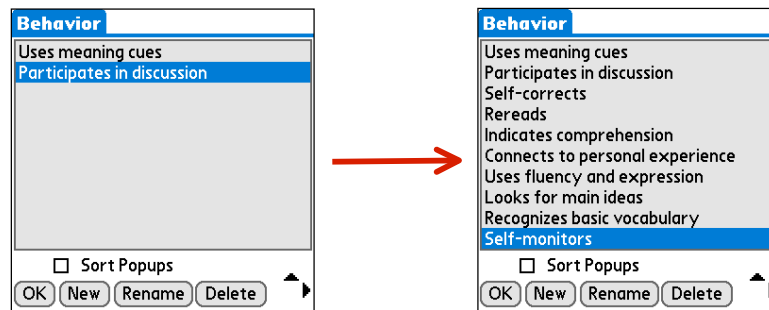 Behavior
Uses meaning cues
Participates in discussion
Sort Popups
OK New Rename Delete
Behavior
Uses meaning cues
Participates in discussion
Self-corrects
Rereads
Indicates comprehension
Connects to personal experience
Uses fluency and expression
Looks for main ideas
Recognizes basic vocabulary
Self-monitors
Sort Popups
OK New Rename Delete